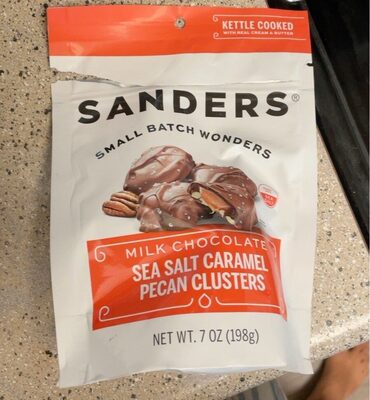 KETTLE COOKED
WITH REAL CREAM & BUTTER
SANDERS®
SMALL BATCH WONDERS
MILK CHOCOLATE
SEA SALT CARAMEL
PECAN CLUSTERS
NET WT. 7 OZ (198g)